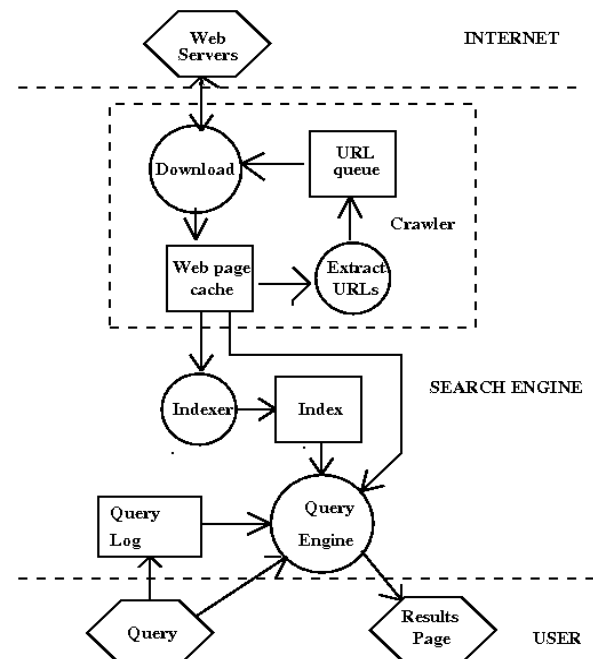 Web
Servers
INTERNET
Download
URL
queue
Crawler
Web page
cache
Extract
URLs
SEARCH ENGINE
Indexer
Index
Query
Log
Query
Engine
Query
Results
Page
USER